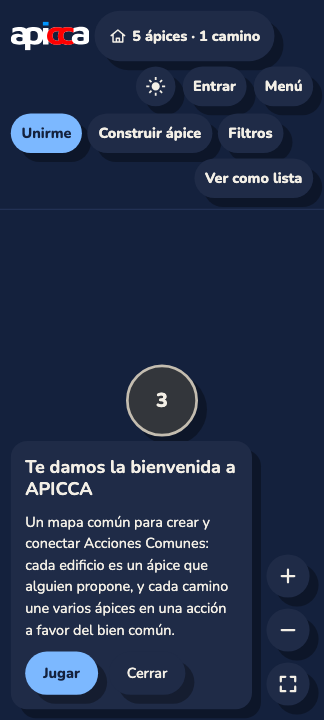 apicca
5 ápices · 1 camino
Entrar
Menú
Unirme
Construir ápice
Filtros
Ver como lista
3
Te damos la bienvenida a
APICCA
Un mapa común para crear y
conectar Acciones Comunes:
cada edificio es un ápice que
alguien propone, y cada camino
une varios ápices en una acción
a favor del bien común.
Jugar
Cerrar
+
−